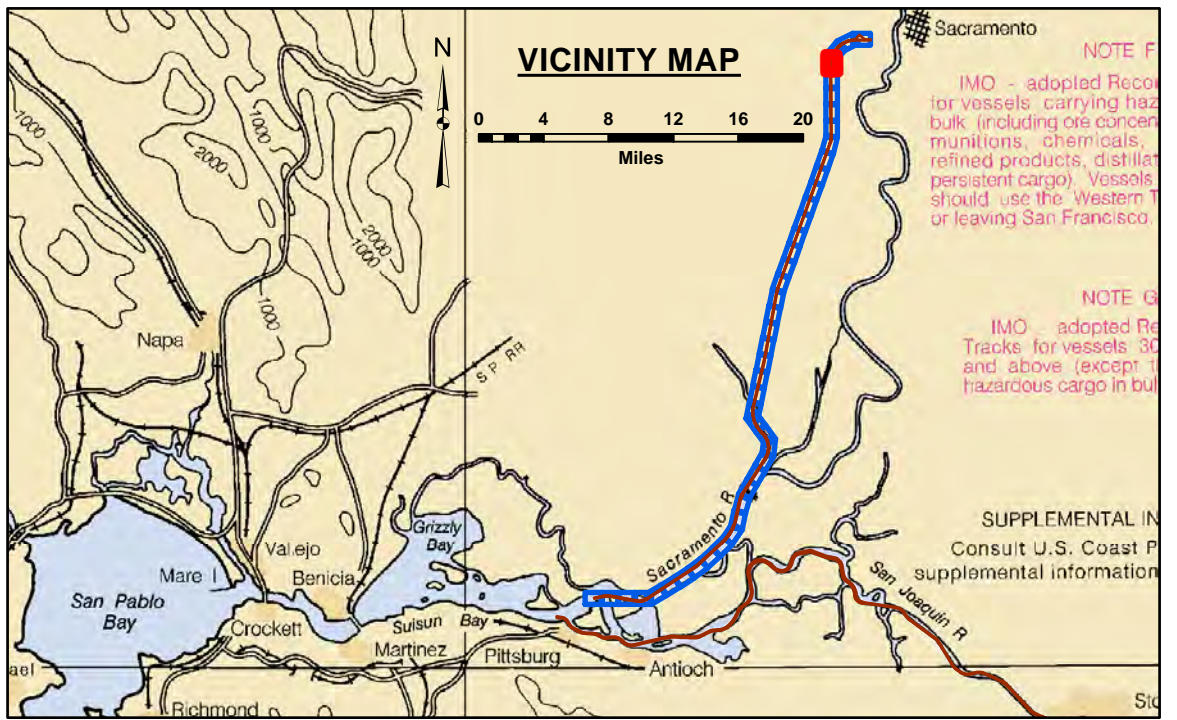 Sacramento
N
VICINITY MAP
NOTE F
IMO - adopted Recor
for vessels carrying haz
bulk (including ore concen
munitions, chemicals,
refined products, distillat
persistent cargo). Vessels
should use the Western T
or leaving San Francisco.
0 4 8 12 16 20
Miles
1000
1000
2000
2000
1000
1000
NOTE G
IMO - adopted Re
Tracks for vessels 30
and above (except t
hazardous cargo in bul
Napa
S P RR
Sacramento R
SUPPLEMENTAL IN
Consult U.S. Coast P
supplemental information
Grizzly
Bay
Vallejo
Mare I
Benicia
San Pablo
Bay
Crockett
Suisun Bay
Martinez
Pittsburg
Antioch
San Joaquin R
ael
Richmond
Sto